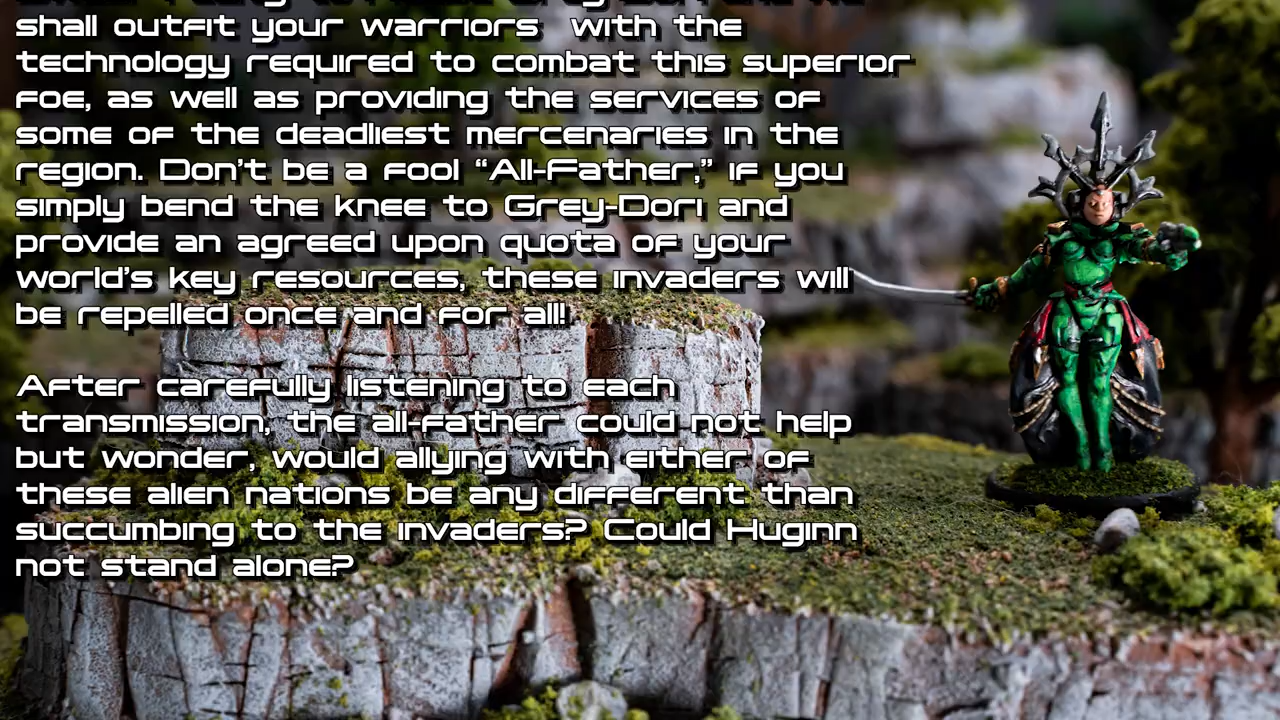 shall outfit your warriors with the
technology required to combat this superior
foe, as well as providing the services of
some of the deadliest mercenaries in the
region. Don't be a fool “All-Father,” if you
simply bend the knee to Grey-Dori and
provide an agreed upon quota of your
world's key resources, these invaders will
be repelled once and for all!
After carefully listening to each
transmission, the all-father could not help
but wonder, would allying with either of
these alien nations be any different than
succumbing to the invaders? Could Huginn
not stand alone?